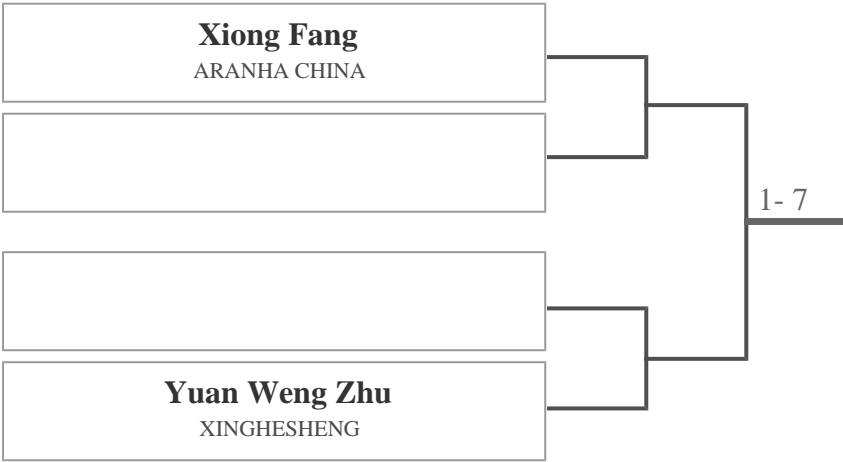 Xiong Fang
ARANHA CHINA
1- 7
Yuan Weng Zhu
XINGHESHENG